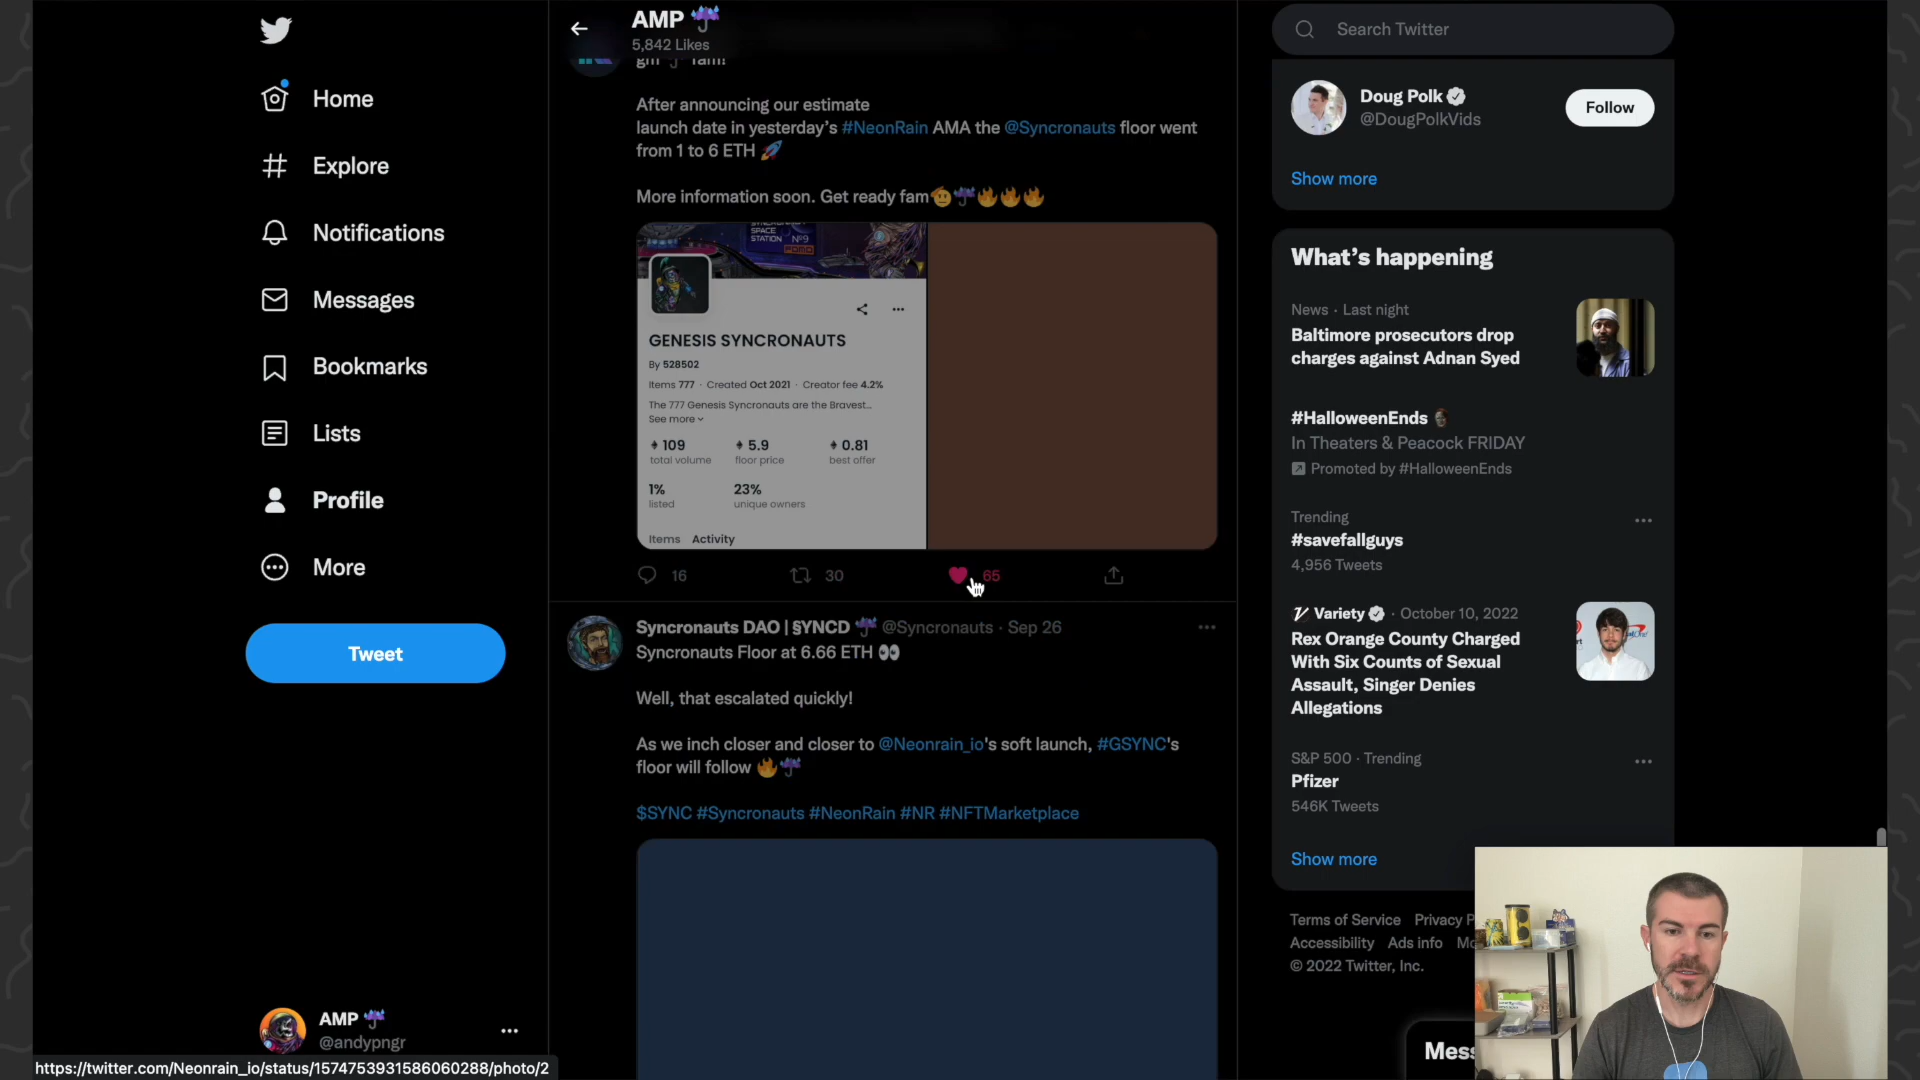 Home
Explore
Notifications
Messages
Bookmarks
Lists
Profile
More
Tweet
AMP
@andypngr
https://twitter.com/Neonrain_io/status/1574753931586060288/photo/2
AMP
5,842 Likes
gm fam!
After announcing our estimate
launch date in yesterday’s #NeonRain AMA the @Syncronauts floor went
from 1 to 6 ETH
More information soon. Get ready fam
SPACE
STATION Nº9
GENESIS SYNCRONAUTS
By 528502
Items 777 · Created Oct 2021 · Creator fee 4.2%
The 777 Genesis Syncronauts are the Bravest...
See more
109 5.9 0.81
total volume floor price best offer
1% 23%
listed unique owners
Items Activity
16 30 65
Syncronauts DAO | §YNCD @Syncronauts · Sep 26
Syncronauts Floor at 6.66 ETH
Well, that escalated quickly!
As we inch closer and closer to @Neonrain_io's soft launch, #GSYNC's
floor will follow
$SYNC #Syncronauts #NeonRain #NR #NFTMarketplace
Search Twitter
Doug Polk
@DougPolkVids
Follow
Show more
What’s happening
News · Last night
Baltimore prosecutors drop
charges against Adnan Syed
#HalloweenEnds
In Theaters & Peacock FRIDAY
Promoted by #HalloweenEnds
Trending
#savefallguys
4,956 Tweets
Variety · October 10, 2022
Rex Orange County Charged
With Six Counts of Sexual
Assault, Singer Denies
Allegations
S&P 500 · Trending
Pfizer
546K Tweets
Show more
Terms of Service Privacy P
Accessibility Ads info Mo
© 2022 Twitter, Inc.
Mess